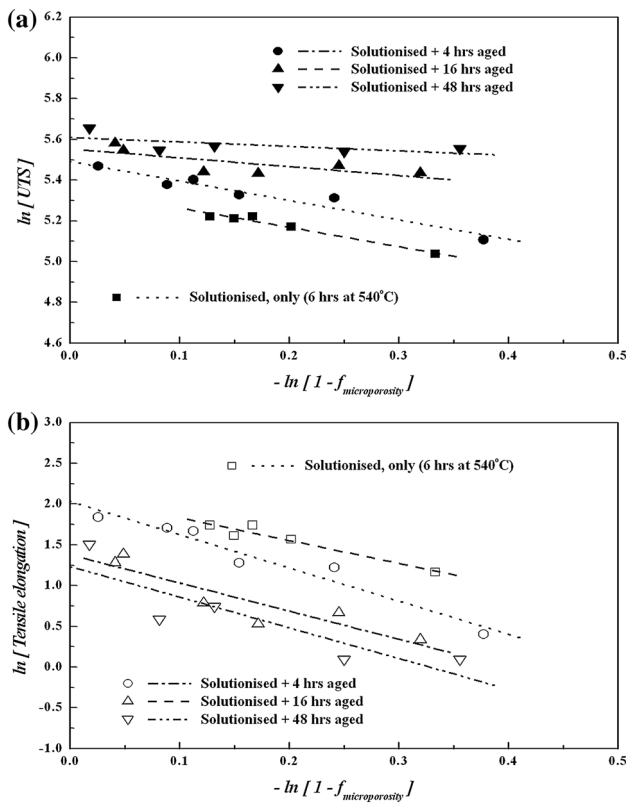 (a)
6.2
6.0
5.8
5.6
5.4
5.2
5.0
4.8
4.6
ln [ UTS ]
Solutionised + 4 hrs aged
Solutionised + 16 hrs aged
Solutionised + 48 hrs aged
Solutionised, only (6 hrs at 540°C)
0.0 0.1 0.2 0.3 0.4 0.5
- ln [ 1 - f microporosity ]
(b)
3.0
2.5
2.0
1.5
1.0
0.5
0.0
-0.5
-1.0
ln [ Tensile elongation ]
Solutionised, only (6 hrs at 540°C)
Solutionised + 4 hrs aged
Solutionised + 16 hrs aged
Solutionised + 48 hrs aged
0.0 0.1 0.2 0.3 0.4 0.5
- ln [ 1 - f microporosity ]